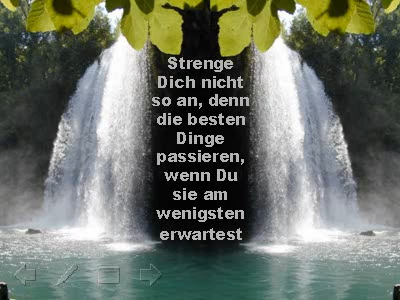 Strenge
Dich nicht
so an, denn
die besten
Dinge
passieren,
wenn Du
sie am
wenigsten
erwartest